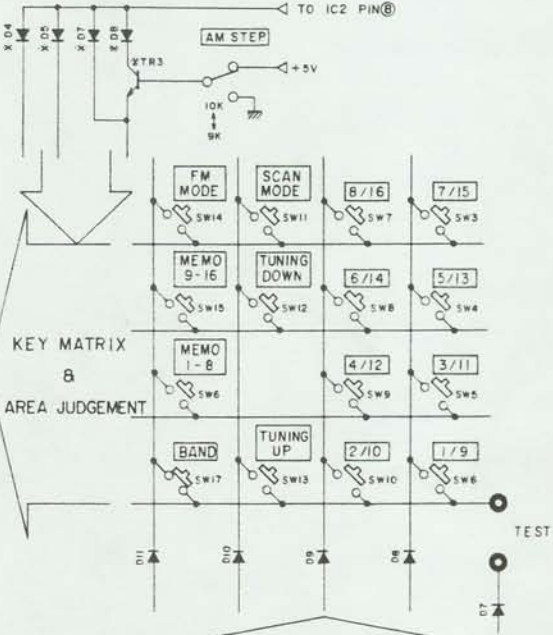 TO IC2 PIN⑧
※D4
※D5
※D7
※D8
※TR3
AM STEP
+5V
10K
9K
FM MODE
SCAN MODE
8/16
7/15
SW14
SW11
SW7
SW3
MEMO 9-16
TUNING DOWN
6/14
5/13
SW15
SW12
SW8
SW4
KEY MATRIX
&
AREA JUDGEMENT
MEMO 1-8
4/12
3/11
SW6
SW9
SW5
BAND
TUNING UP
2/10
1/9
SW17
SW13
SW10
SW6
TEST
D11
D10
D9
D8
D7